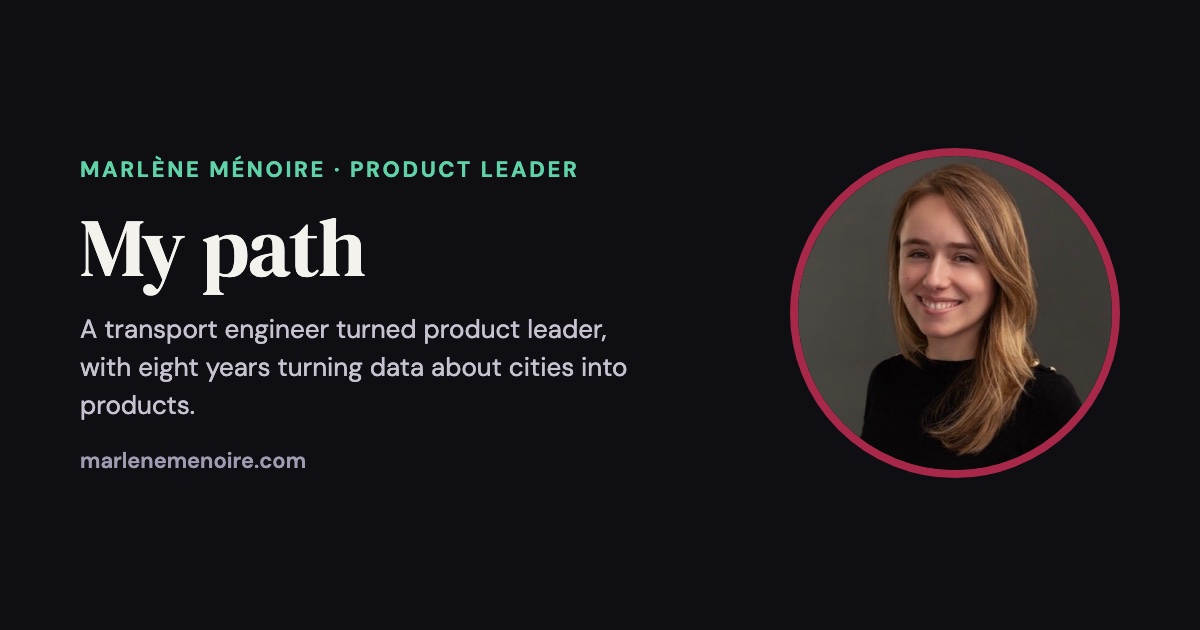 MARLÈNE MÉNOIRE · PRODUCT LEADER
My path
A transport engineer turned product leader,
with eight years turning data about cities into
products.
marlenemenoire.com